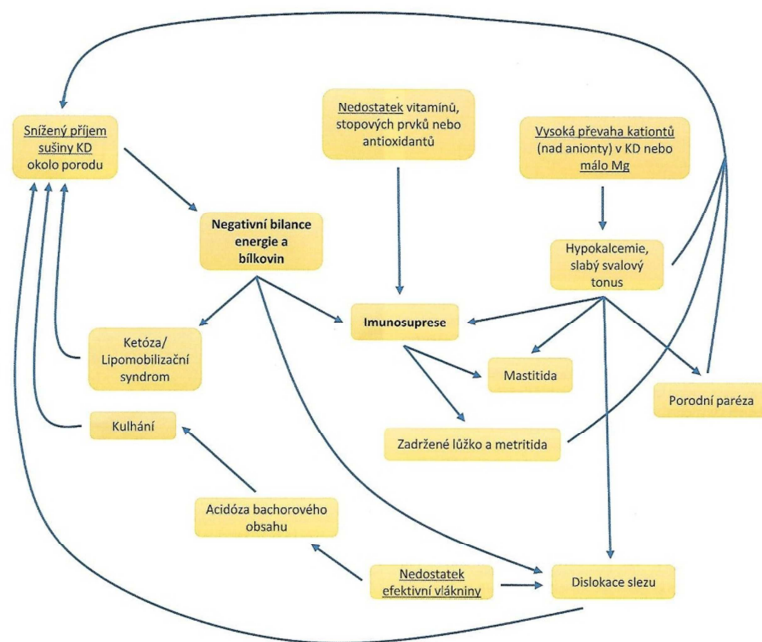 Snížený příjem
sušiny KD
okolo porodu
Nedostatek vitamínů,
stopových prvků nebo
antioxidantů
Vysoká převaha kationtů
(nad anionty) v KD nebo
málo Mg
Negativní bilance
energie a
bílkovin
Hypokalcemie,
slabý svalový
tonus
Imunosuprese
Ketóza/
Lipomobilizační
syndrom
Mastitida
Porodní paréza
Kulhání
Zadržené lůžko a metritida
Acidóza bachorového
obsahu
Nedostatek
efektivní vlákniny
Dislokace slezu